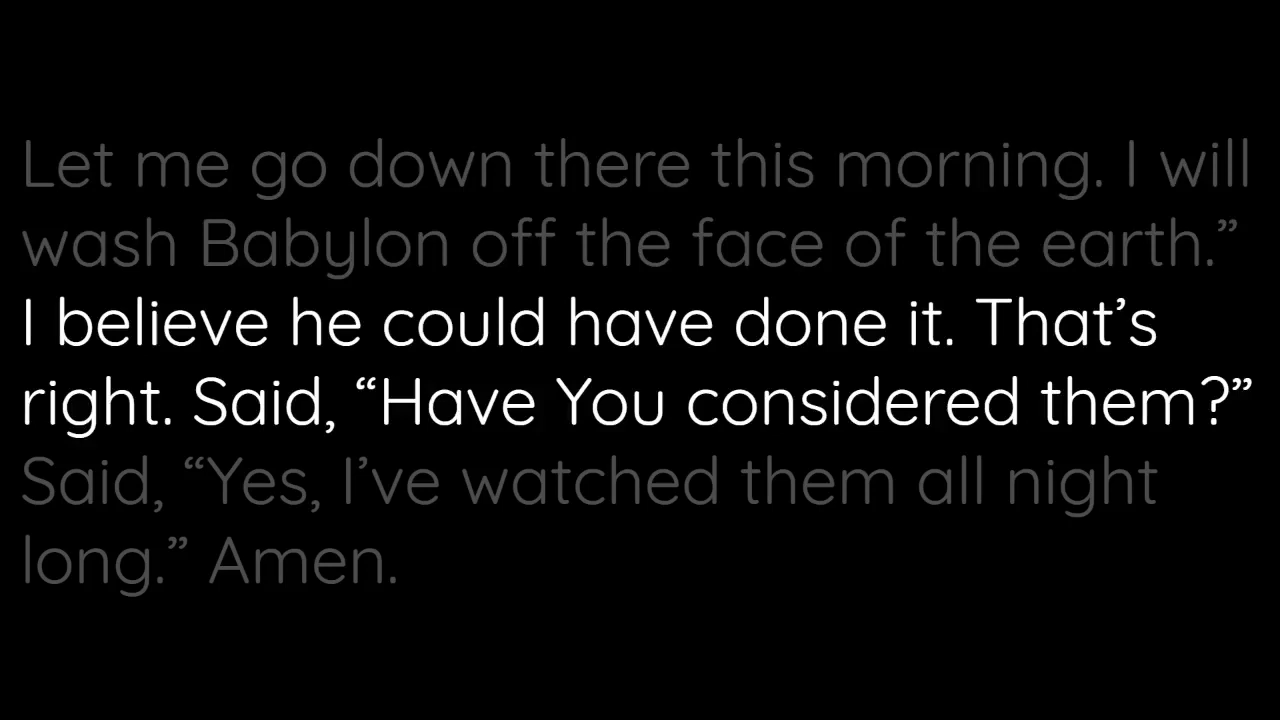 Let me go down there this morning. I will
wash Babylon off the face of the earth.”
I believe he could have done it. That’s
right. Said, “Have You considered them?”
Said, “Yes, I’ve watched them all night
long.” Amen.